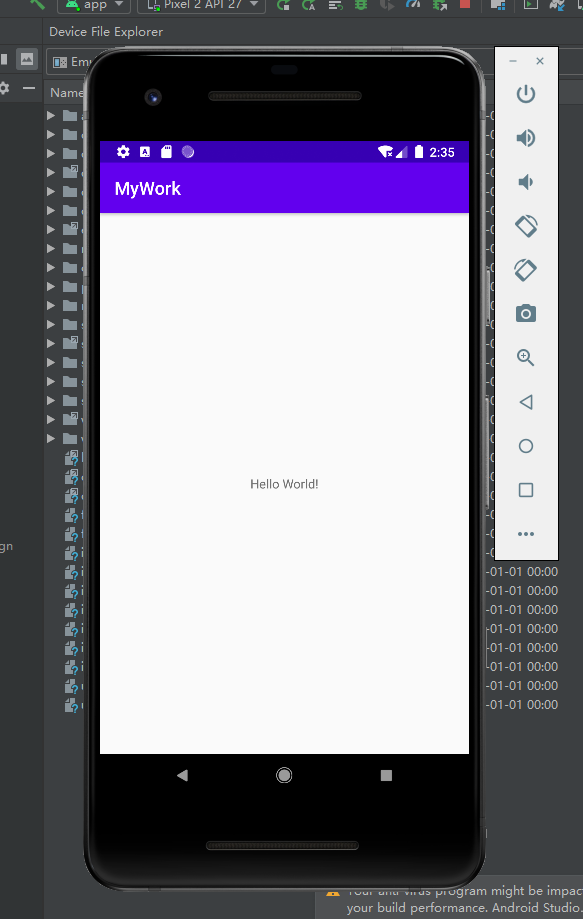 app
Pixel 2 API 27
Device File Explorer
Emu
Name
2:35
MyWork
Hello World!
gn
-01-01 00:00
-01-01 00:00
-01-01 00:00
-01-01 00:00
-01-01 00:00
-01-01 00:00
-01-01 00:00
-01-01 00:00
Your anti-virus program might be impac
your build performance. Android Studio